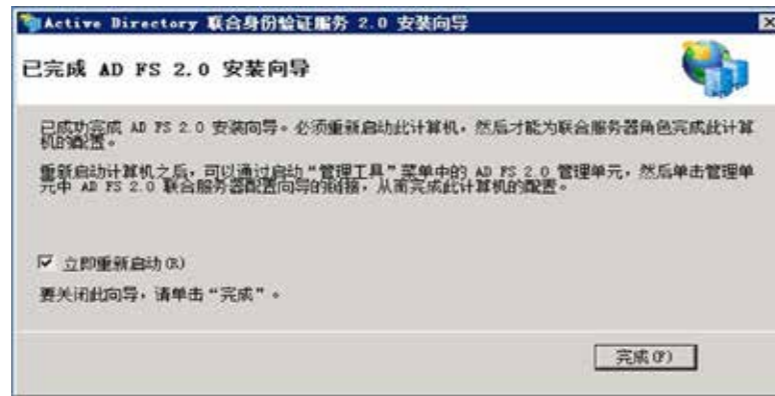 Active Directory 联合身份验证服务 2.0 安装向导
已完成 AD FS 2.0 安装向导
已成功完成 AD FS 2.0 安装向导。必须重新启动此计算机，然后才能为联合服务器角色完成此计算
机的配置。
重新启动计算机之后，可以通过启动“管理工具”菜单中的 AD FS 2.0 管理单元，然后单击管理单
元中 AD FS 2.0 联合服务器配置向导的链接，从而完成此计算机的配置。
立即重新启动(R)
要关闭此向导，请单击“完成”。
完成(F)